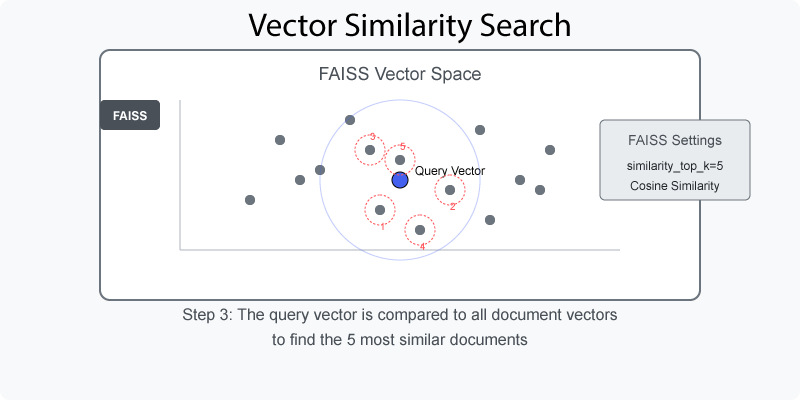 Vector Similarity Search
FAISS Vector Space
FAISS
3
5
Query Vector
2
1
4
FAISS Settings
similarity_top_k=5
Cosine Similarity
Step 3: The query vector is compared to all document vectors
to find the 5 most similar documents